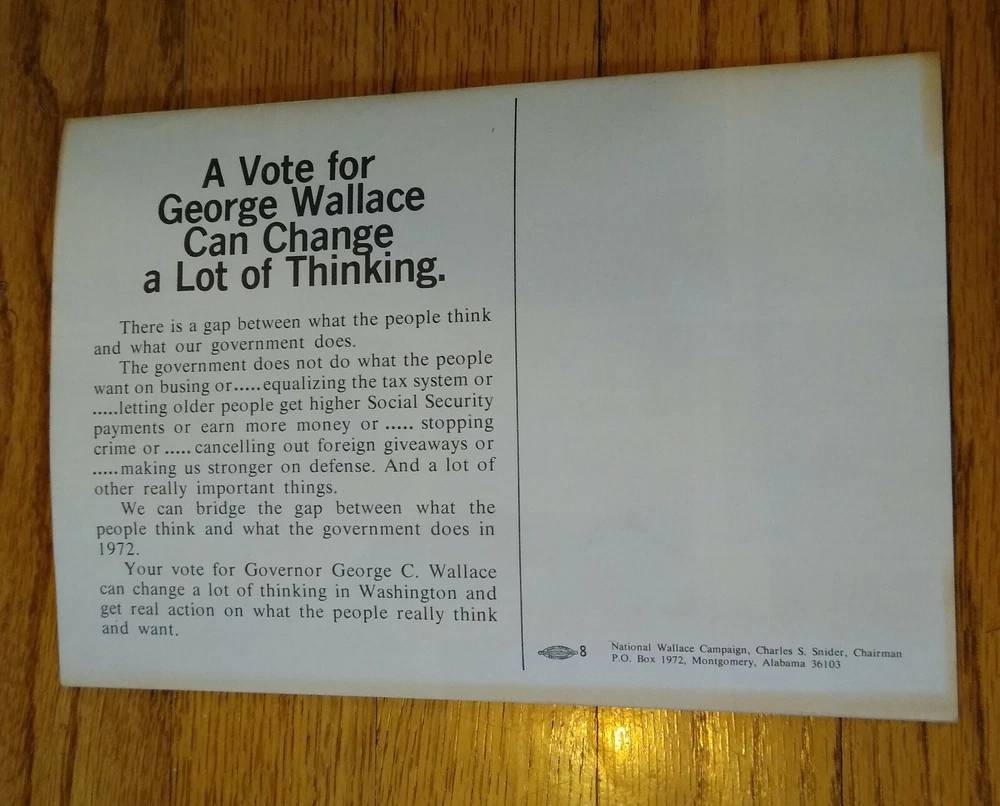 A Vote for
George Wallace
Can Change
a Lot of Thinking.
There is a gap between what the people think
and what our government does.
The government does not do what the people
want on busing or.....equalizing the tax system or
.....letting older people get higher Social Security
payments or earn more money or ..... stopping
crime or ..... cancelling out foreign giveaways or
.....making us stronger on defense. And a lot of
other really important things.
We can bridge the gap between what the
people think and what the government does in
1972.
Your vote for Governor George C. Wallace
can change a lot of thinking in Washington and
get real action on what the people really think
and want.
8
National Wallace Campaign, Charles S. Snider, Chairman
P.O. Box 1972, Montgomery, Alabama 36103